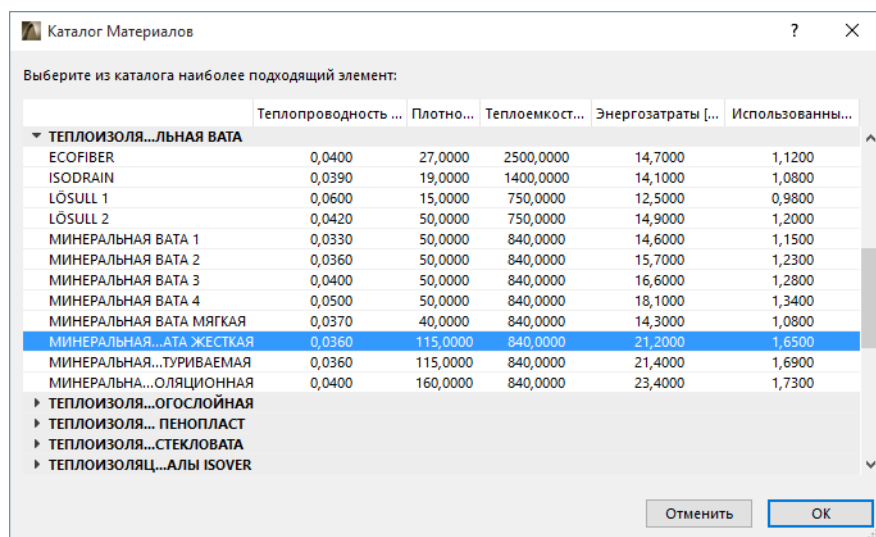 Каталог Материалов ? ×
Выберите из каталога наиболее подходящий элемент:
Теплопроводность ... Плотно... Теплоемкост... Энергозатраты [... Использованны...
ТЕПЛОИЗОЛЯ...ЛЬНАЯ ВАТА
ECOFIBER 0,0400 27,0000 2500,0000 14,7000 1,1200
ISODRAIN 0,0390 19,0000 1400,0000 14,1000 1,0800
LÖSULL 1 0,0600 15,0000 750,0000 12,5000 0,9800
LÖSULL 2 0,0420 50,0000 750,0000 14,9000 1,2000
МИНЕРАЛЬНАЯ ВАТА 1 0,0330 50,0000 840,0000 14,6000 1,1500
МИНЕРАЛЬНАЯ ВАТА 2 0,0360 50,0000 840,0000 15,7000 1,2300
МИНЕРАЛЬНАЯ ВАТА 3 0,0400 50,0000 840,0000 16,6000 1,2800
МИНЕРАЛЬНАЯ ВАТА 4 0,0500 50,0000 840,0000 18,1000 1,3400
МИНЕРАЛЬНАЯ ВАТА МЯГКАЯ 0,0370 40,0000 840,0000 14,3000 1,0800
МИНЕРАЛЬНАЯ...АТА ЖЕСТКАЯ 0,0360 115,0000 840,0000 21,2000 1,6500
МИНЕРАЛЬНАЯ...ТУРИВАЕМАЯ 0,0360 115,0000 840,0000 21,4000 1,6900
МИНЕРАЛЬНА...ОЛЯЦИОННАЯ 0,0400 160,0000 840,0000 23,4000 1,7300
ТЕПЛОИЗОЛЯ...ОГОСЛОЙНАЯ
ТЕПЛОИЗОЛЯ... ПЕНОПЛАСТ
ТЕПЛОИЗОЛЯ...СТЕКЛОВАТА
ТЕПЛОИЗОЛЯЦ...АЛЫ ISOVER
Отменить ОК